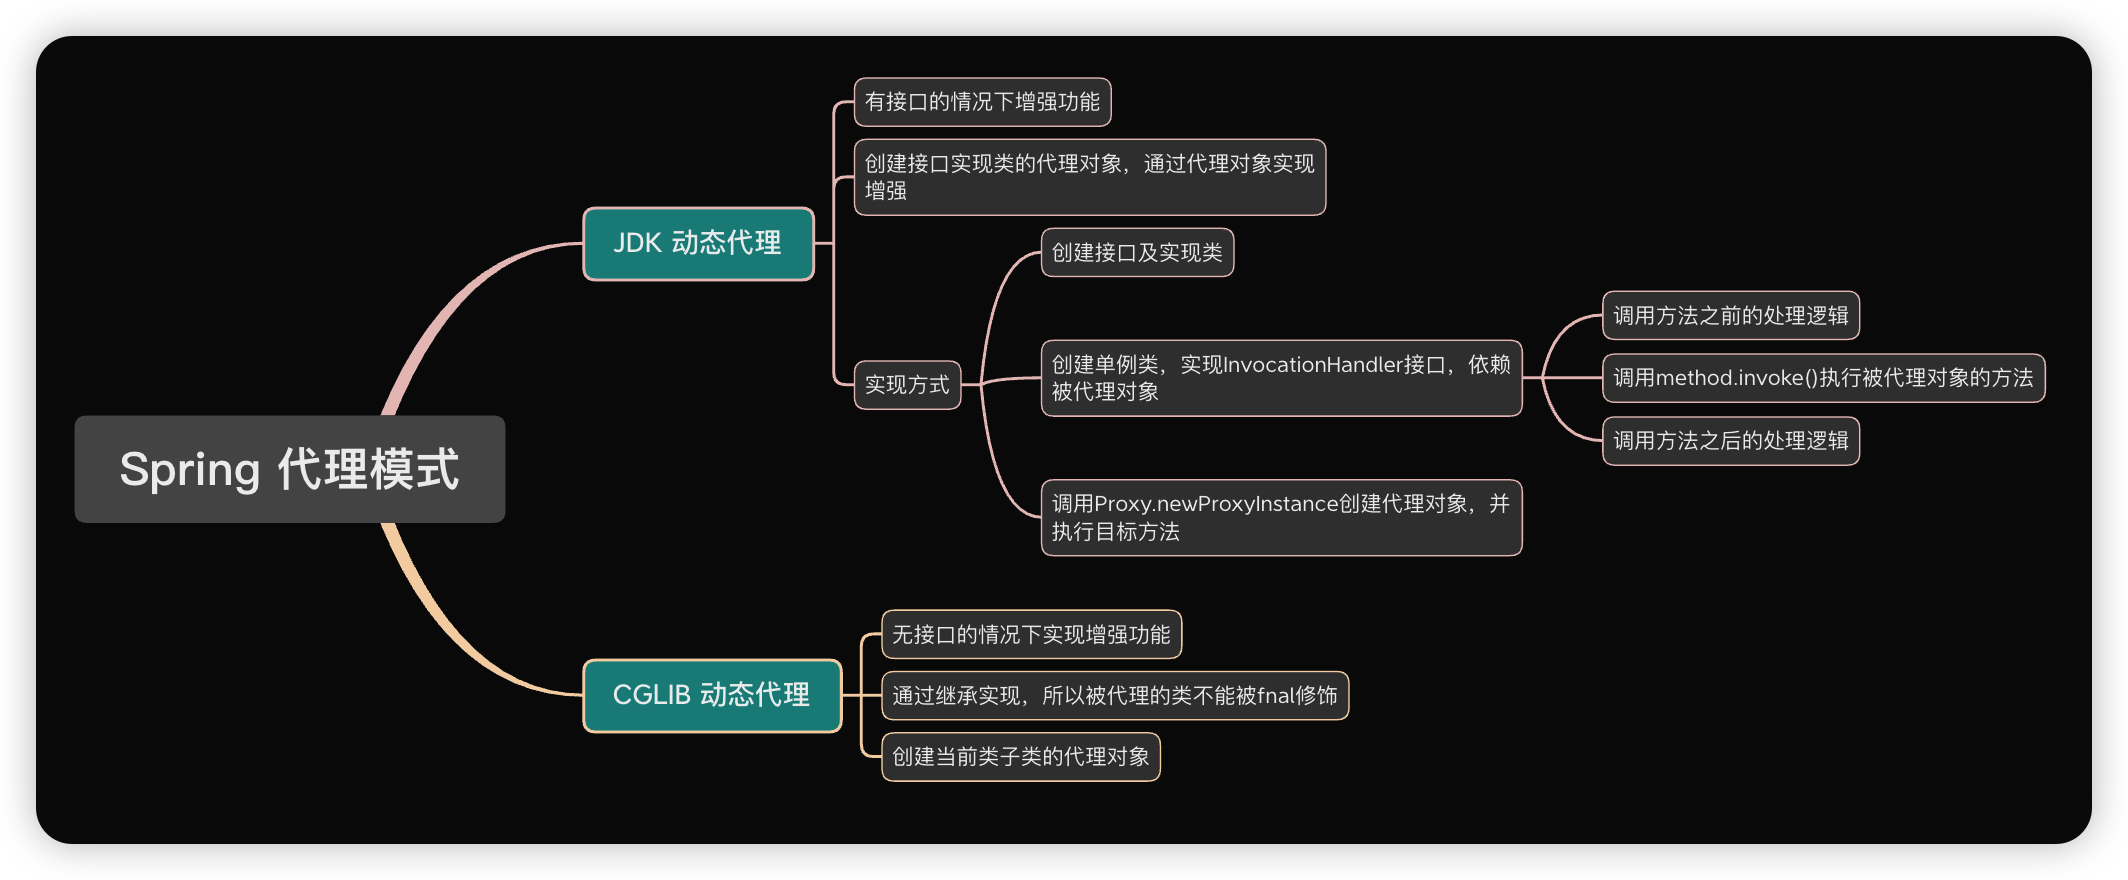 Spring 代理模式
JDK 动态代理
有接口的情况下增强功能
创建接口实现类的代理对象，通过代理对象实现
增强
实现方式
创建接口及实现类
创建单例类，实现InvocationHandler接口，依赖
被代理对象
调用方法之前的处理逻辑
调用method.invoke()执行被代理对象的方法
调用方法之后的处理逻辑
调用Proxy.newProxyInstance创建代理对象，并
执行目标方法
CGLIB 动态代理
无接口的情况下实现增强功能
通过继承实现，所以被代理的类不能被fnal修饰
创建当前类子类的代理对象